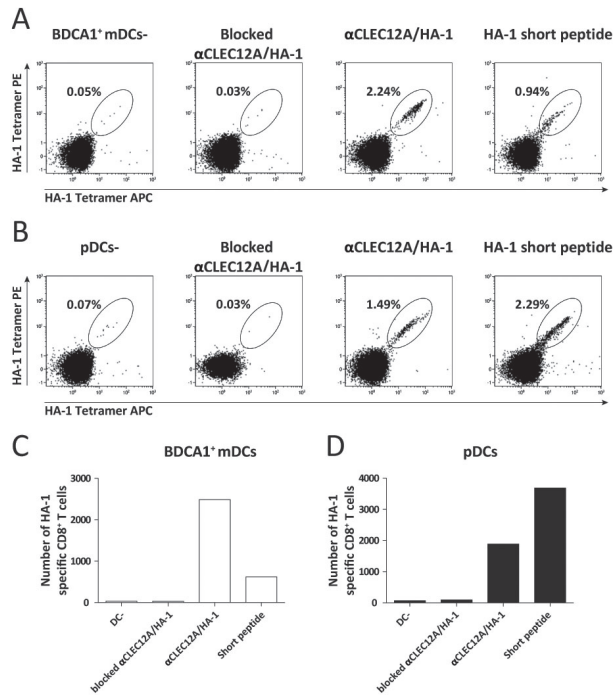 A
BDCA1⁺ mDCs-
Blocked
αCLEC12A/HA-1
αCLEC12A/HA-1
HA-1 short peptide
HA-1 Tetramer PE
0.05%
0.03%
2.24%
0.94%
HA-1 Tetramer APC
B
pDCs-
Blocked
αCLEC12A/HA-1
αCLEC12A/HA-1
HA-1 short peptide
HA-1 Tetramer PE
0.07%
0.03%
1.49%
2.29%
HA-1 Tetramer APC
C
BDCA1⁺ mDCs
Number of HA-1
specific CD8⁺ T cells
3000
2000
1000
0
DC-
blocked αCLEC12A/HA-1
αCLEC12A/HA-1
Short peptide
D
pDCs
Number of HA-1
specific CD8⁺ T cells
4000
3000
2000
1000
0
DC-
blocked αCLEC12A/HA-1
αCLEC12A/HA-1
Short peptide